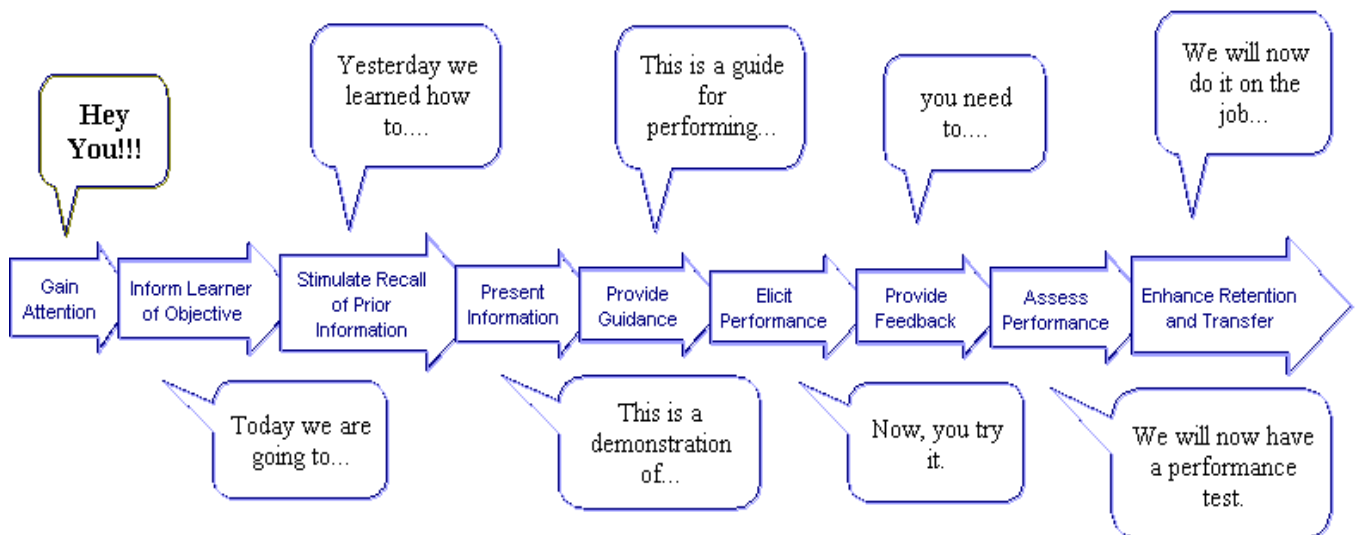 Hey
You!!!
Yesterday we
learned how
to....
This is a guide
for
performing...
you need
to....
We will now
do it on the
job...
Gain
Attention
Inform Learner
of Objective
Stimulate Recall
of Prior
Information
Present
Information
Provide
Guidance
Elicit
Performance
Provide
Feedback
Assess
Performance
Enhance Retention
and Transfer
Today we are
going to...
This is a
demonstration
of...
Now, you try
it.
We will now have
a performance
test.